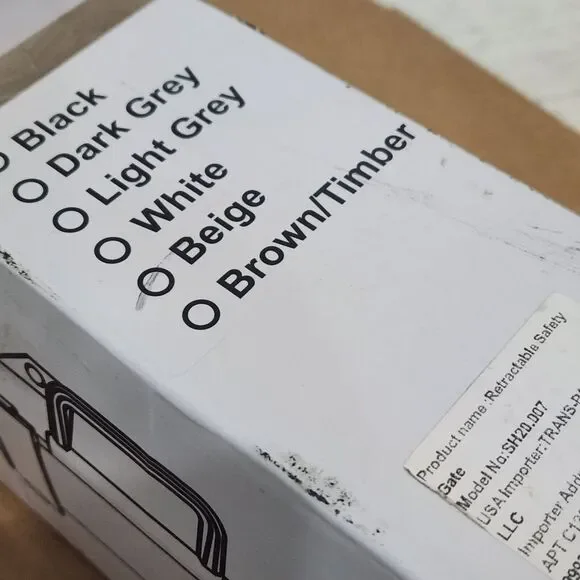 Black
Dark Grey
Light Grey
White
Beige
Brown/Timber
Product name :Retractable Safety
Gate
Model No:SH20.007
USA Importer:TRANS-
LLC
Importer
APT